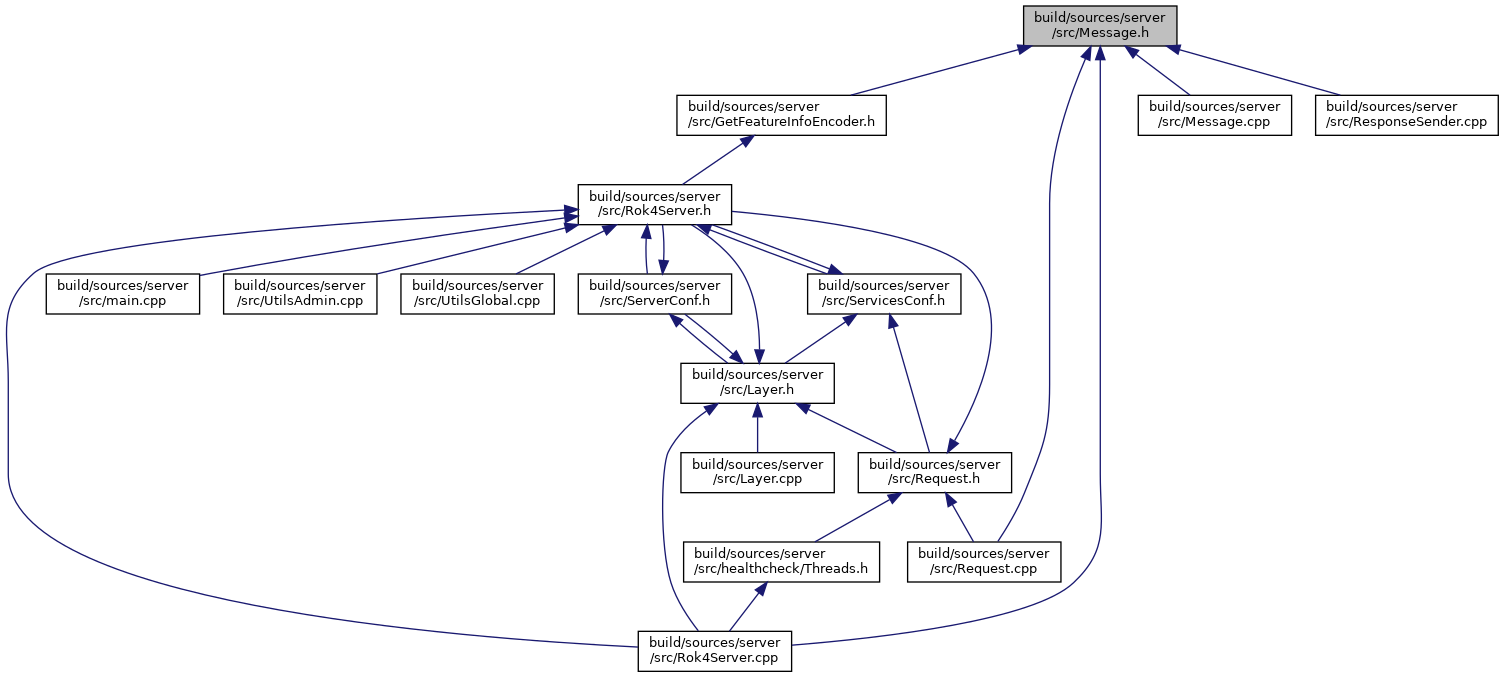 build/sources/server
/src/Message.h
build/sources/server
/src/GetFeatureInfoEncoder.h
build/sources/server
/src/Message.cpp
build/sources/server
/src/ResponseSender.cpp
build/sources/server
/src/Rok4Server.h
build/sources/server
/src/main.cpp
build/sources/server
/src/UtilsAdmin.cpp
build/sources/server
/src/UtilsGlobal.cpp
build/sources/server
/src/ServerConf.h
build/sources/server
/src/ServicesConf.h
build/sources/server
/src/Layer.h
build/sources/server
/src/Layer.cpp
build/sources/server
/src/Request.h
build/sources/server
/src/healthcheck/Threads.h
build/sources/server
/src/Request.cpp
build/sources/server
/src/Rok4Server.cpp